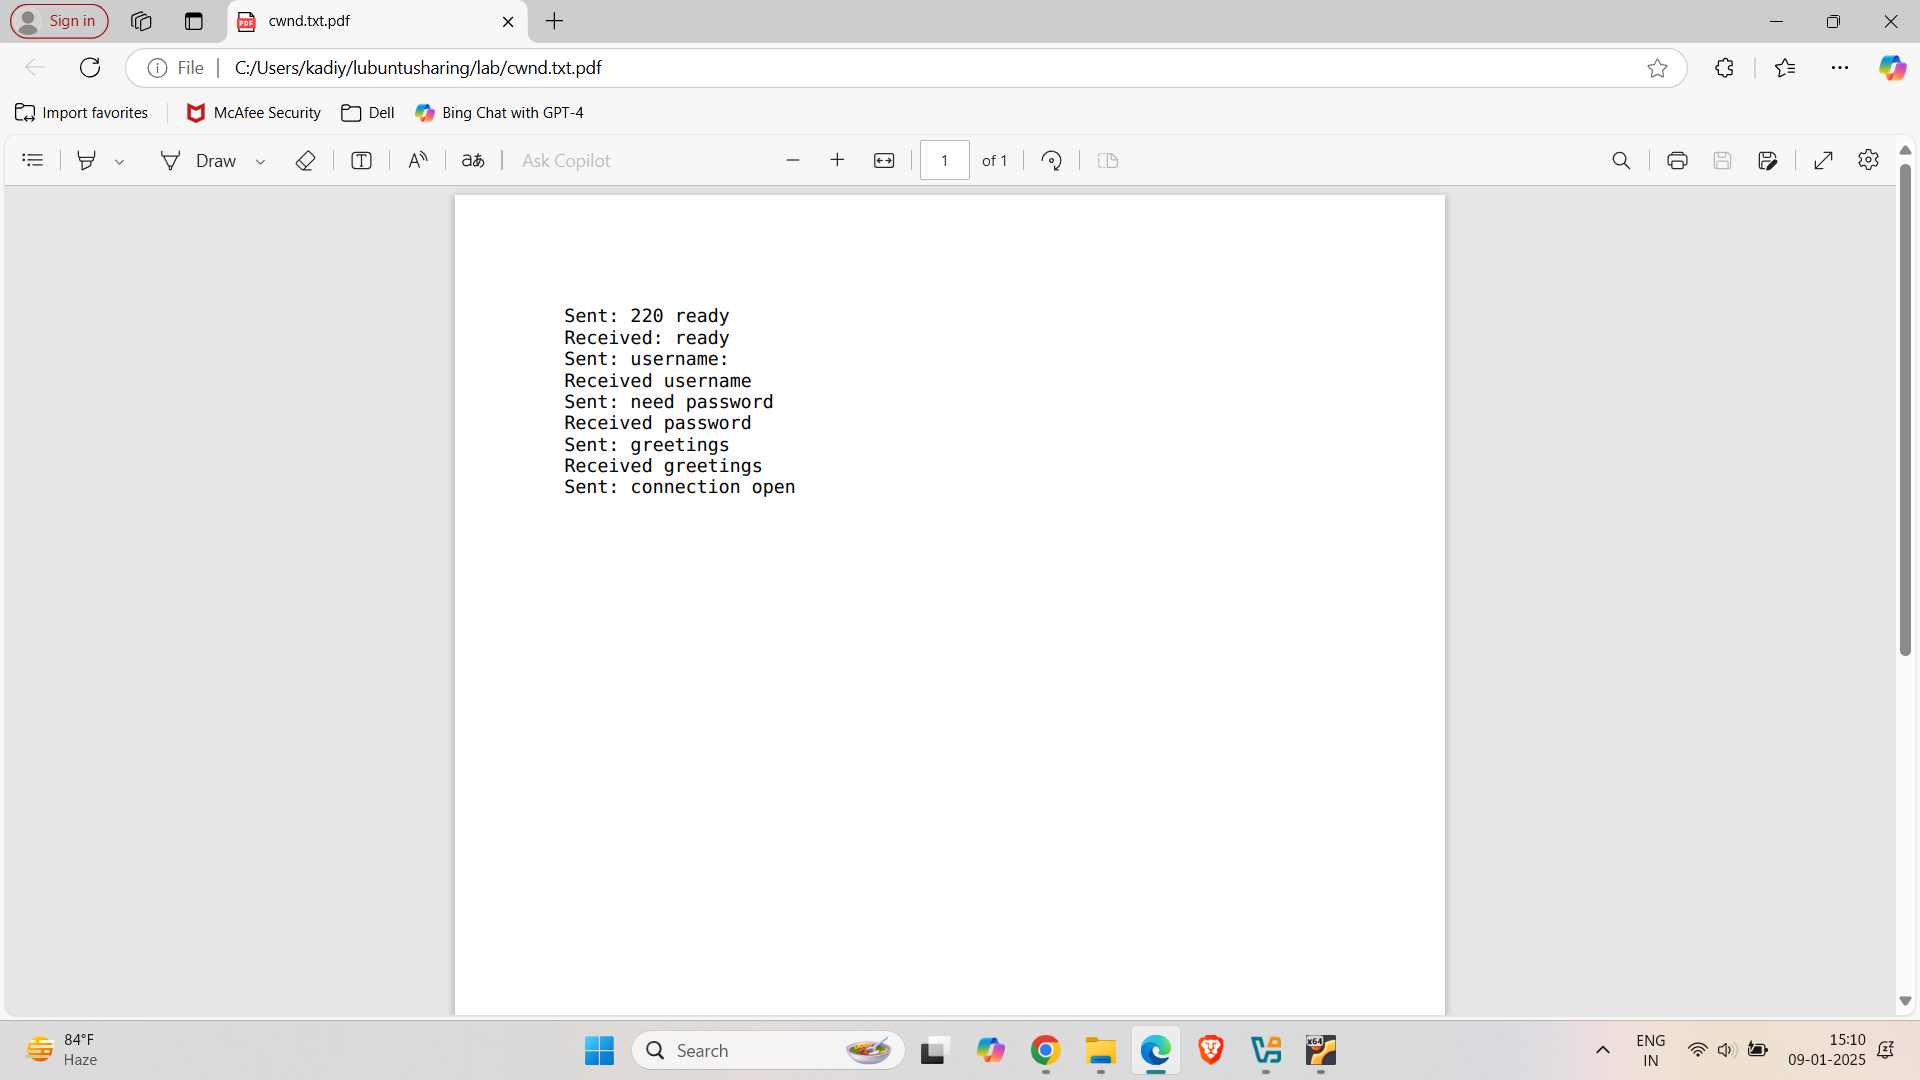 Sign in
cwnd.txt.pdf
File
C:/Users/kadiy/lubuntusharing/lab/cwnd.txt.pdf
Import favorites
McAfee Security
Dell
Bing Chat with GPT-4
Draw
Ask Copilot
1
of 1
Sent: 220 ready
Received: ready
Sent: username:
Received username
Sent: need password
Received password
Sent: greetings
Received greetings
Sent: connection open
84°F
Haze
Search
x64
ENG
IN
15:10
09-01-2025